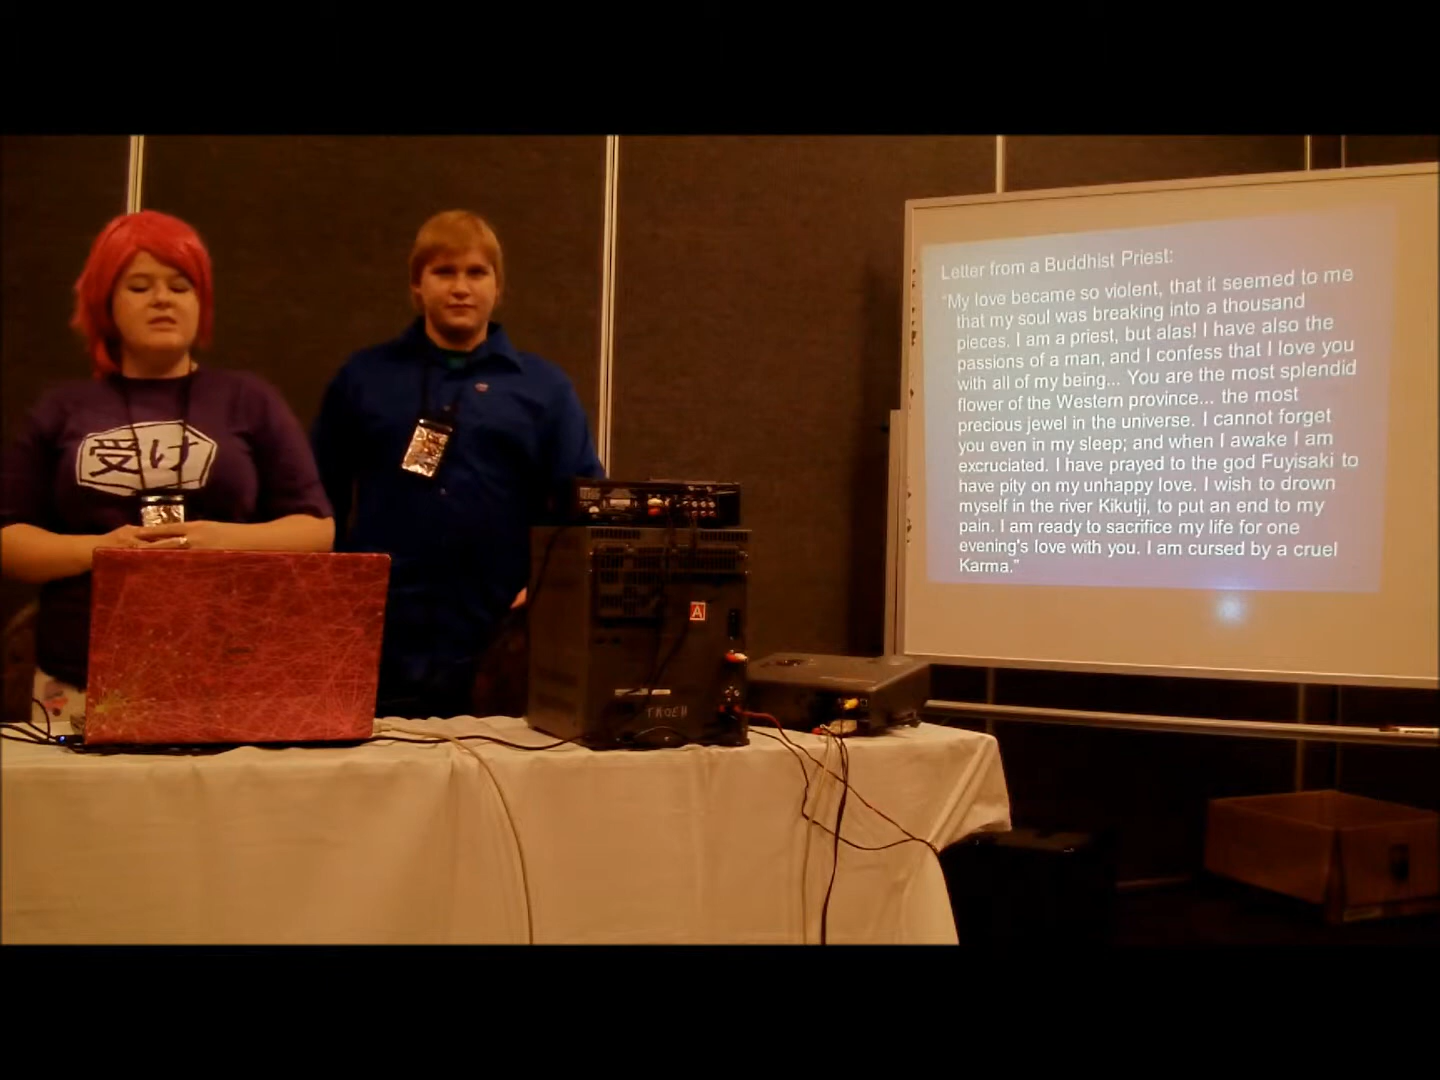 受け
A
TKOEH
Letter from a Buddhist Priest:
"My love became so violent, that it seemed to me
that my soul was breaking into a thousand
pieces. I am a priest, but alas! I have also the
passions of a man, and I confess that I love you
with all of my being... You are the most splendid
flower of the Western province... the most
precious jewel in the universe. I cannot forget
you even in my sleep; and when I awake I am
excruciated. I have prayed to the god Fuyisaki to
have pity on my unhappy love. I wish to drown
myself in the river Kikutji, to put an end to my
pain. I am ready to sacrifice my life for one
evening's love with you. I am cursed by a cruel
Karma."